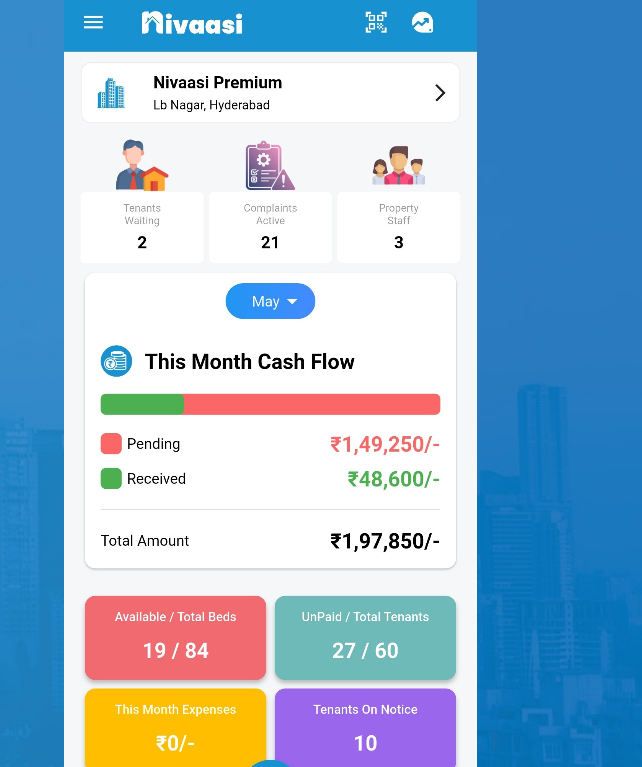 Nivaasi
Nivaasi Premium
Lb Nagar, Hyderabad
Tenants
Waiting
2
Complaints
Active
21
Property
Staff
3
May
This Month Cash Flow
Pending
₹1,49,250/-
Received
₹48,600/-
Total Amount
₹1,97,850/-
Available / Total Beds
19 / 84
UnPaid / Total Tenants
27 / 60
This Month Expenses
₹0/-
Tenants On Notice
10